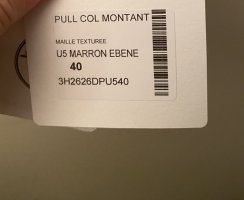 PULL COL MONTANT
MAILLE TEXTUREE
U5 MARRON EBENE
40
3H2626DPU540